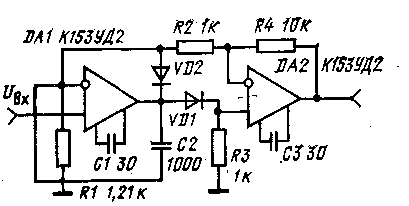 DA1 К153УД2
R2 1к
R4 10к
DA2 К153УД2
Uвх
VD2
VD1
C1 30
C2
1000
R3
1к
C3 30
R1 1,21к